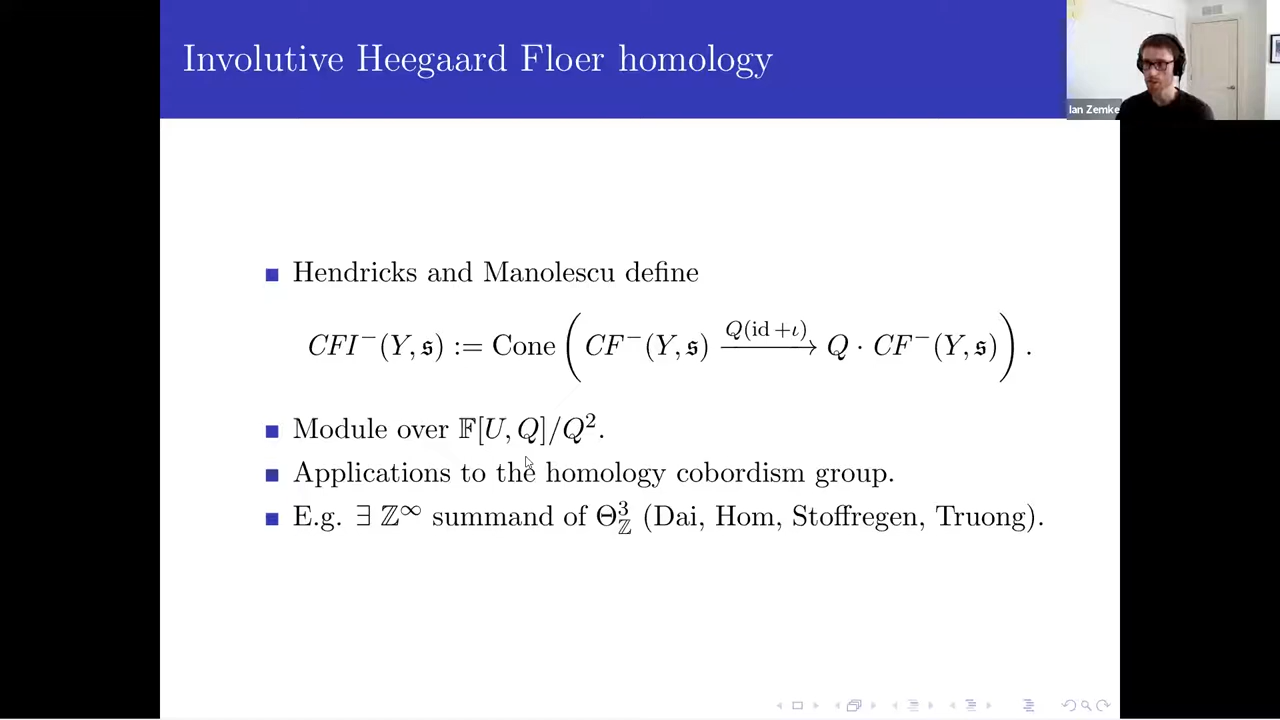 Involutive Heegaard Floer homology
Ian Zemke
Hendricks and Manolescu define
CFI⁻(Y, 𝔰) := Cone ( CF⁻(Y, 𝔰) --Q(id +ι)--> Q · CF⁻(Y, 𝔰) ) .
Module over 𝔽[U, Q]/Q².
Applications to the homology cobordism group.
E.g. ∃ ℤ^∞ summand of Θ³_ℤ (Dai, Hom, Stoffregen, Truong).